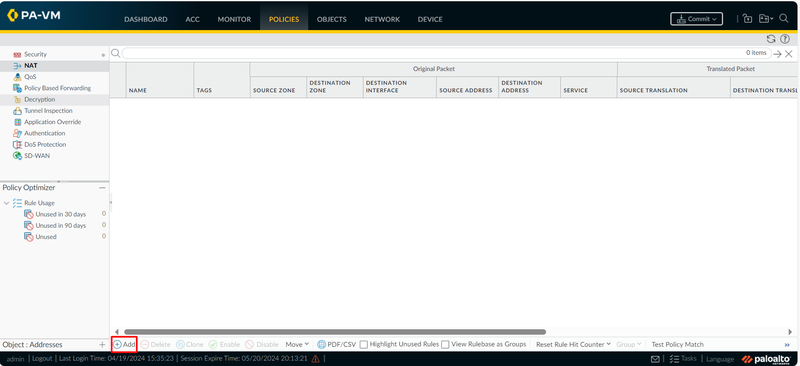 PA-VM
DASHBOARD ACC MONITOR POLICIES OBJECTS NETWORK DEVICE
Commit
Security
NAT
QoS
Policy Based Forwarding
Decryption
Tunnel Inspection
Application Override
Authentication
DoS Protection
SD-WAN
Policy Optimizer
Rule Usage
Unused in 30 days 0
Unused in 90 days 0
Unused 0
Object : Addresses
0 items
Original Packet Translated Packet
NAME TAGS SOURCE ZONE DESTINATION ZONE DESTINATION INTERFACE SOURCE ADDRESS DESTINATION ADDRESS SERVICE SOURCE TRANSLATION DESTINATION TRANSL
Add Delete Clone Enable Disable Move PDF/CSV Highlight Unused Rules View Rulebase as Groups Reset Rule Hit Counter Group Test Policy Match
admin | Logout | Last Login Time: 04/19/2024 15:35:23 | Session Expire Time: 05/20/2024 20:13:21 Tasks | Language paloalto NETWORKS